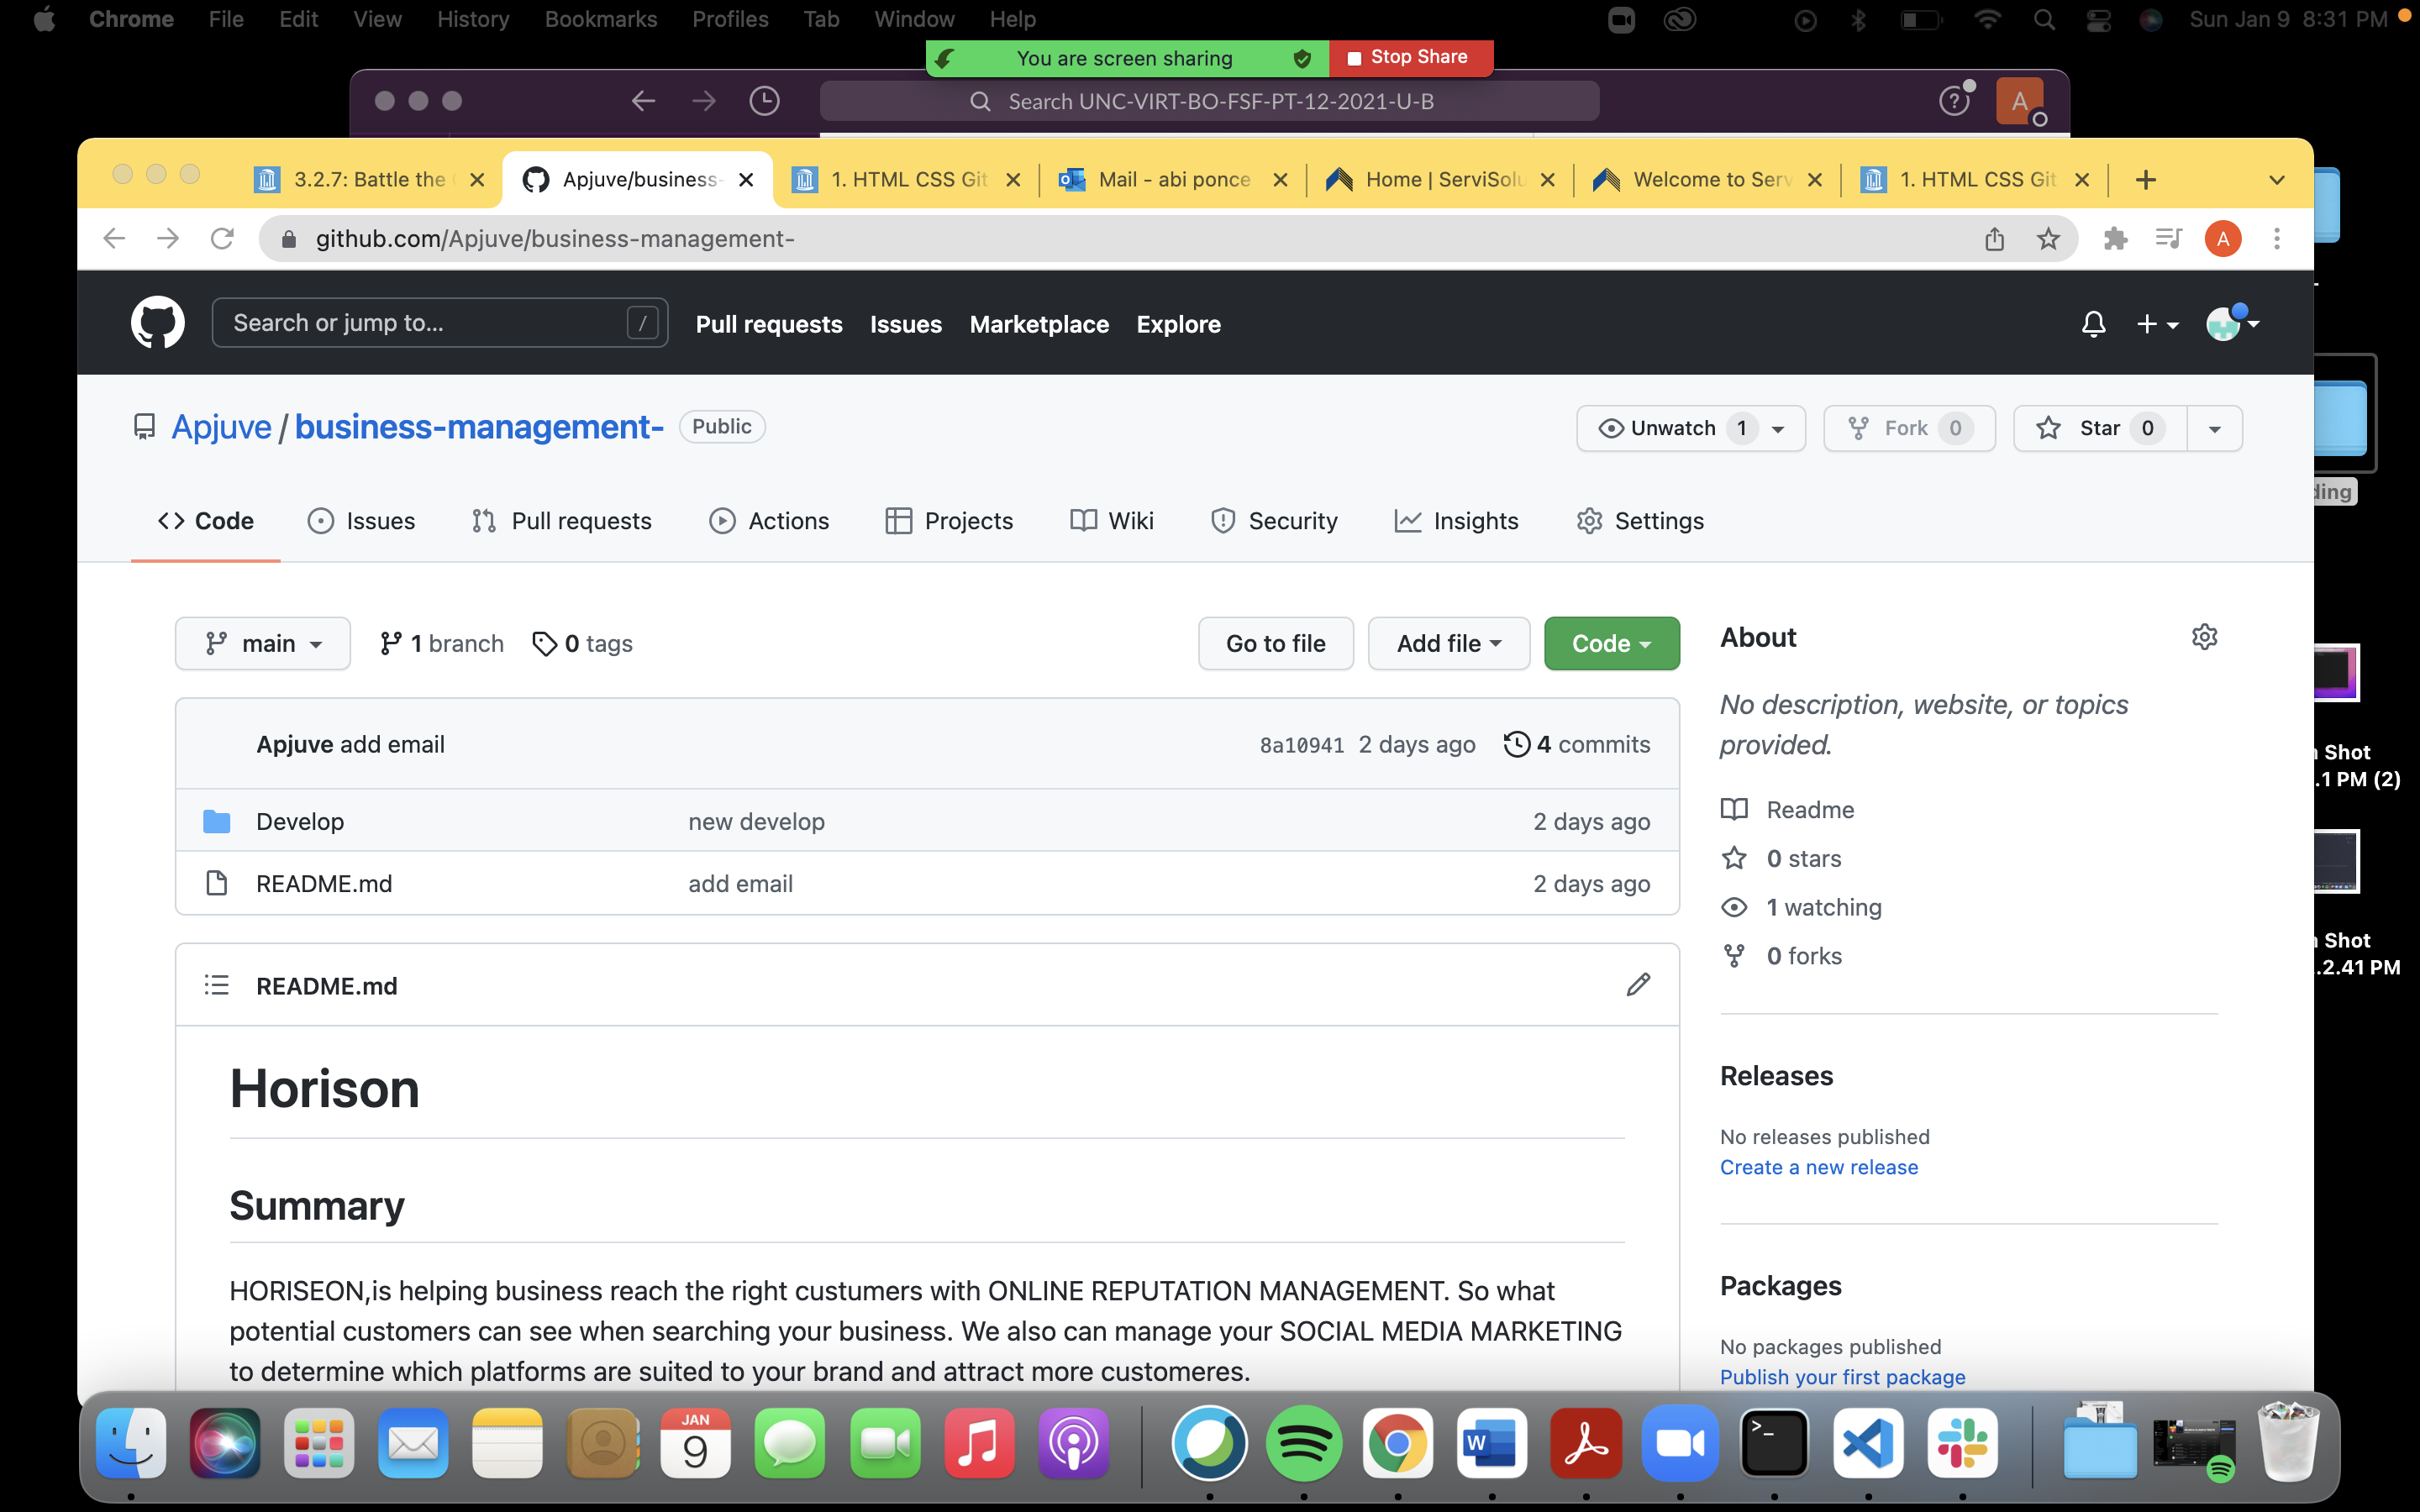 Chrome File Edit View History Bookmarks Profiles Tab Window Help Sun Jan 9 8:31 PM
You are screen sharing Stop Share
Search UNC-VIRT-BO-FSF-PT-12-2021-U-B A
3.2.7: Battle the Apjuve/business- 1. HTML CSS Git Mail - abi ponce Home | ServiSolu Welcome to Serv 1. HTML CSS Git
github.com/Apjuve/business-management- A
Search or jump to... / Pull requests Issues Marketplace Explore
Apjuve / business-management- Public Unwatch 1 Fork 0 Star 0
ding
Code Issues Pull requests Actions Projects Wiki Security Insights Settings
main 1 branch 0 tags Go to file Add file Code About
No description, website, or topics
provided.
Apjuve add email 8a10941 2 days ago 4 commits
Shot
.1 PM (2)
Develop new develop 2 days ago
README.md add email 2 days ago
Readme
0 stars
1 watching
0 forks
Shot
.2.41 PM
README.md
Horison
Summary
HORISEON,is helping business reach the right custumers with ONLINE REPUTATION MANAGEMENT. So what
potential customers can see when searching your business. We also can manage your SOCIAL MEDIA MARKETING
to determine which platforms are suited to your brand and attract more customeres.
Releases
No releases published
Create a new release
Packages
No packages published
Publish your first package
JAN
9
W
>_